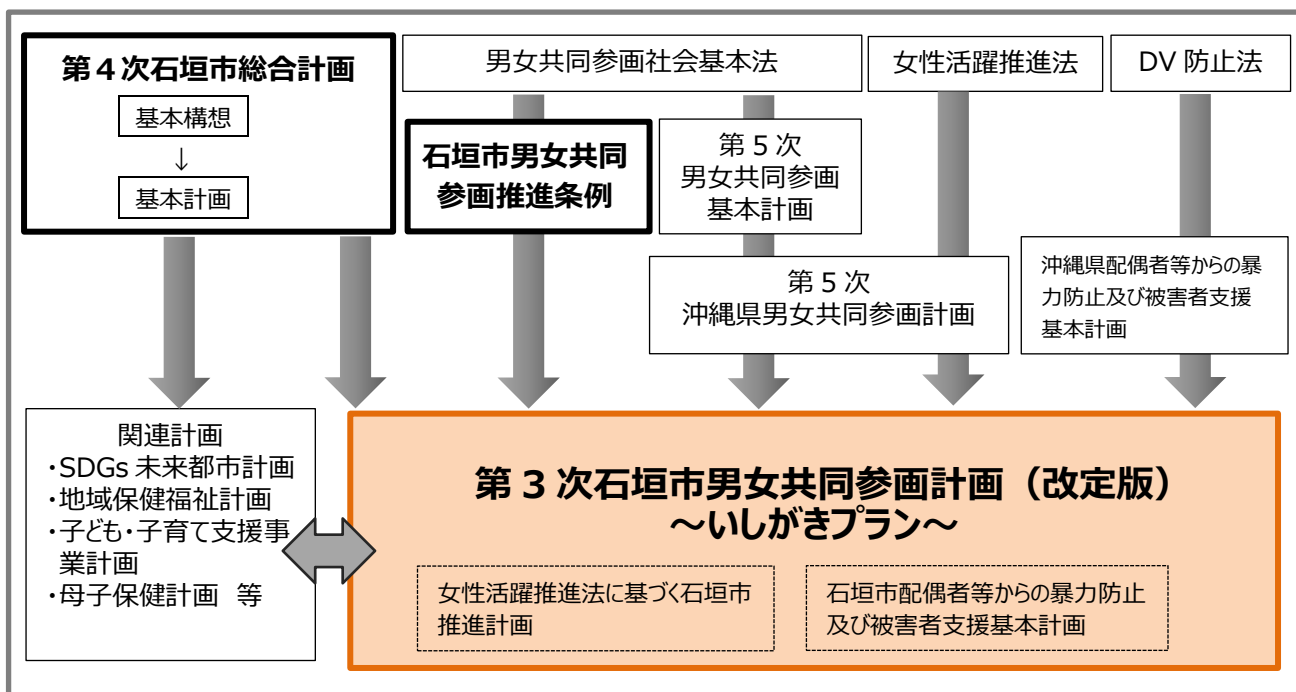 第４次石垣市総合計画
基本構想
↓
基本計画
男女共同参画社会基本法
女性活躍推進法
DV 防止法
石垣市男女共同
参画推進条例
第 5 次
男女共同参画
基本計画
第 5 次
沖縄県男女共同参画計画
沖縄県配偶者等からの暴
力防止及び被害者支援
基本計画
関連計画
・SDGs 未来都市計画
・地域保健福祉計画
・子ども・子育て支援事
業計画
・母子保健計画　等
第 3 次石垣市男女共同参画計画（改定版）
～いしがきプラン～
女性活躍推進法に基づく石垣市
推進計画
石垣市配偶者等からの暴力防止
及び被害者支援基本計画